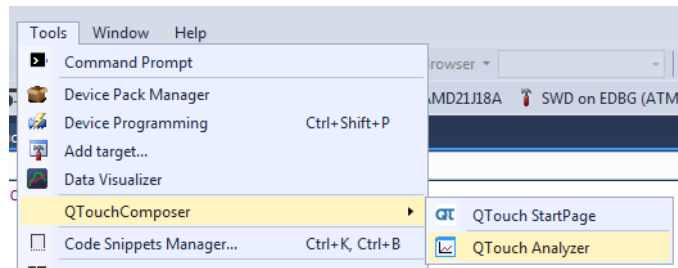 Tools Window Help
Command Prompt
rowser
Device Pack Manager
AMD21J18A SWD on EDBG (ATM
Device Programming Ctrl+Shift+P
Add target...
Data Visualizer
QTouchComposer
QT QTouch StartPage
Code Snippets Manager... Ctrl+K, Ctrl+B
QTouch Analyzer